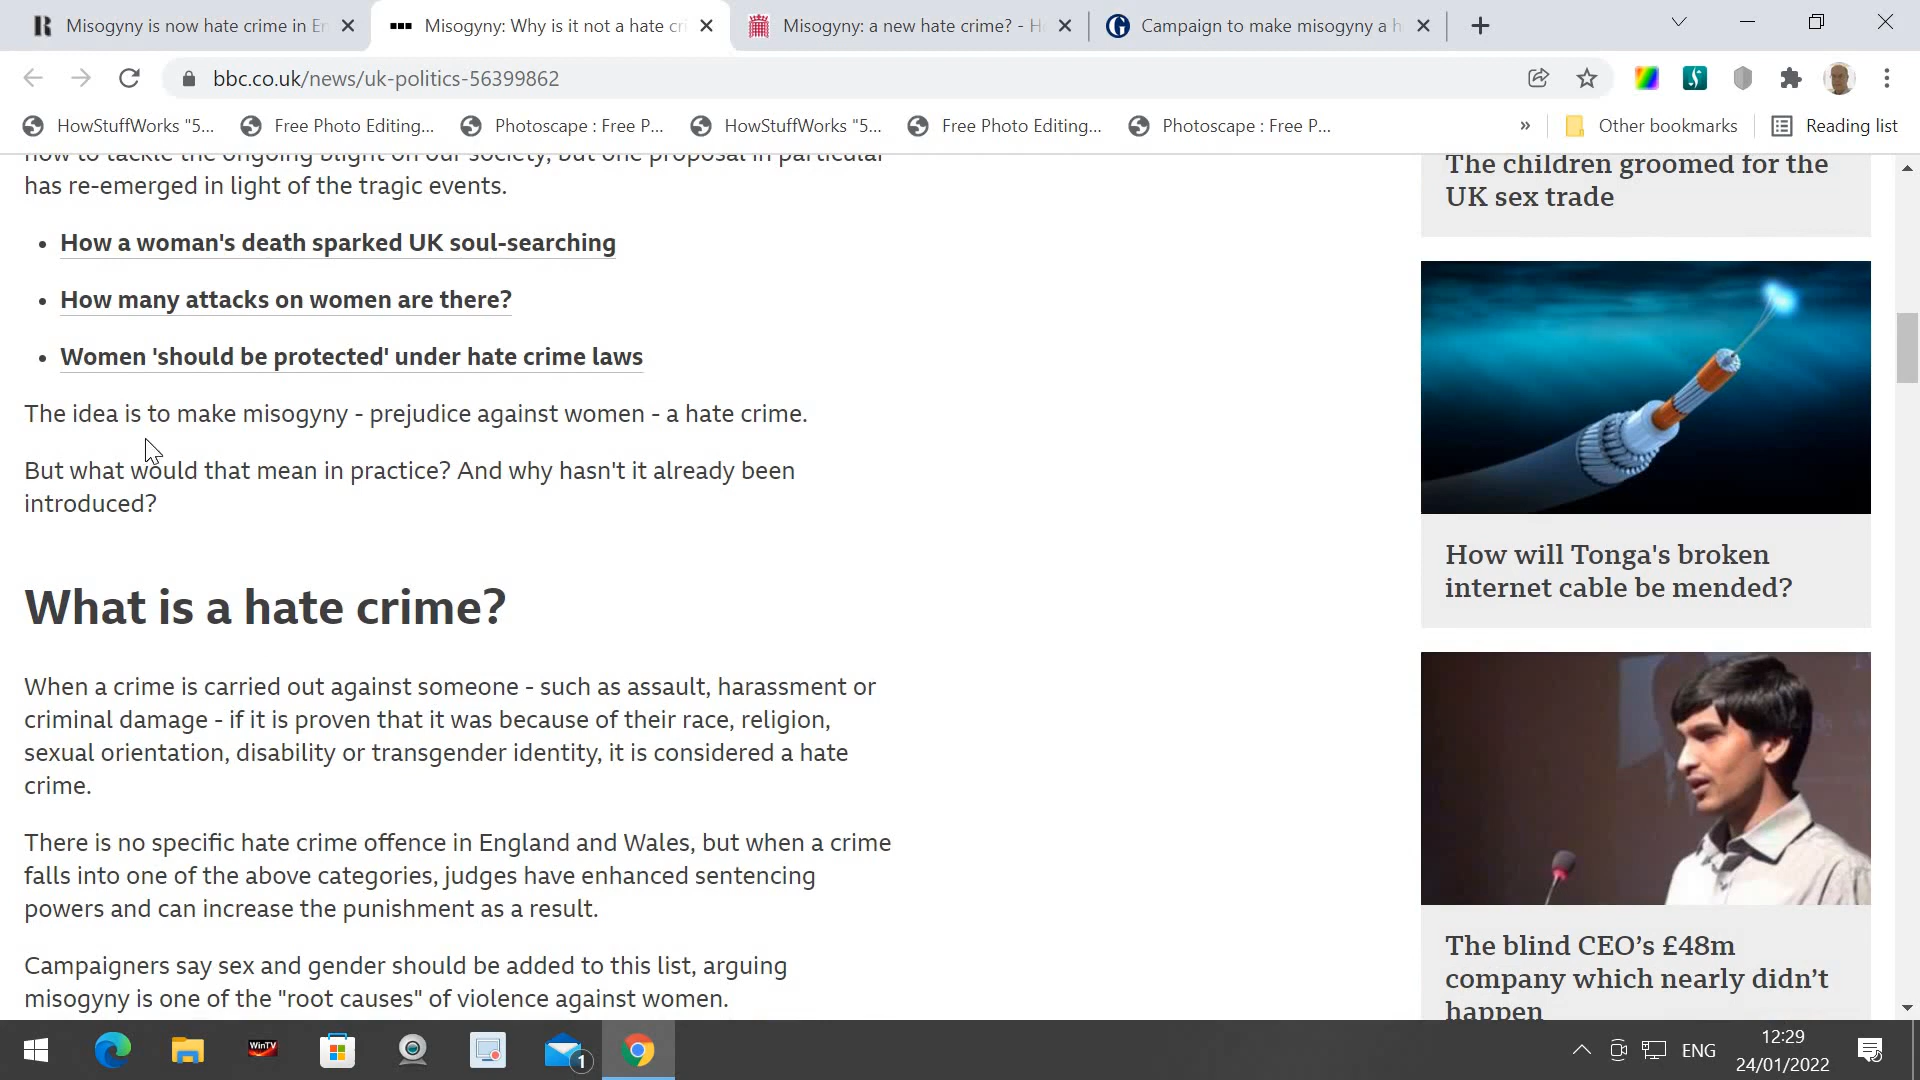 Misogyny is now hate crime in En
Misogyny: Why is it not a hate cri
Misogyny: a new hate crime? - Ho
Campaign to make misogyny a h
bbc.co.uk/news/uk-politics-56399862
HowStuffWorks "5...
Free Photo Editing...
Photoscape : Free P...
HowStuffWorks "5...
Free Photo Editing...
Photoscape : Free P...
»
Other bookmarks
Reading list
how to tackle the ongoing blight on our society, but one proposal in particular
has re-emerged in light of the tragic events.
• How a woman's death sparked UK soul-searching
• How many attacks on women are there?
• Women 'should be protected' under hate crime laws
The idea is to make misogyny - prejudice against women - a hate crime.
But what would that mean in practice? And why hasn't it already been
introduced?
What is a hate crime?
When a crime is carried out against someone - such as assault, harassment or
criminal damage - if it is proven that it was because of their race, religion,
sexual orientation, disability or transgender identity, it is considered a hate
crime.
There is no specific hate crime offence in England and Wales, but when a crime
falls into one of the above categories, judges have enhanced sentencing
powers and can increase the punishment as a result.
Campaigners say sex and gender should be added to this list, arguing
misogyny is one of the "root causes" of violence against women.
The children groomed for the
UK sex trade
How will Tonga's broken
internet cable be mended?
The blind CEO’s £48m
company which nearly didn’t
happen
WinTV
1
ENG
12:29
24/01/2022